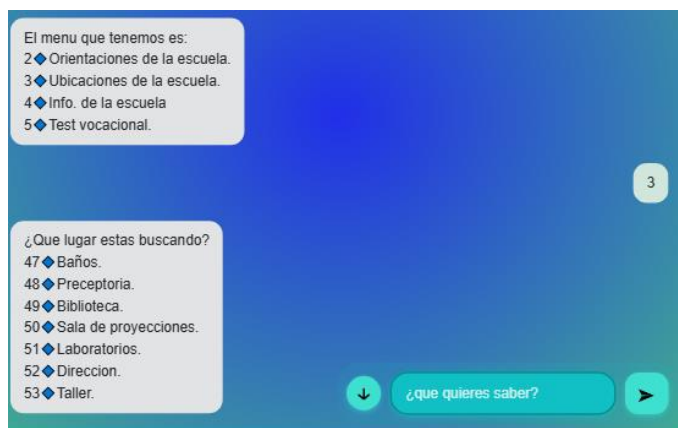 El menu que tenemos es:
2🔷Orientaciones de la escuela.
3🔷Ubicaciones de la escuela.
4🔷Info. de la escuela
5🔷Test vocacional.
3
¿Que lugar estas buscando?
47🔷Baños.
48🔷Preceptoria.
49🔷Biblioteca.
50🔷Sala de proyecciones.
51🔷Laboratorios.
52🔷Direccion.
53🔷Taller.
¿que quieres saber?